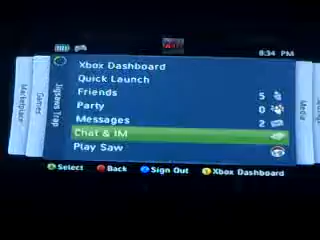 8:34 PM
Xbox Dashboard
Quick Launch
Friends 5
Party 0
Messages 2
Chat & IM
Play Saw
Marketplace
Games
Jigsaws Trap
Media
A Select B Back X Sign Out Y Xbox Dashboard